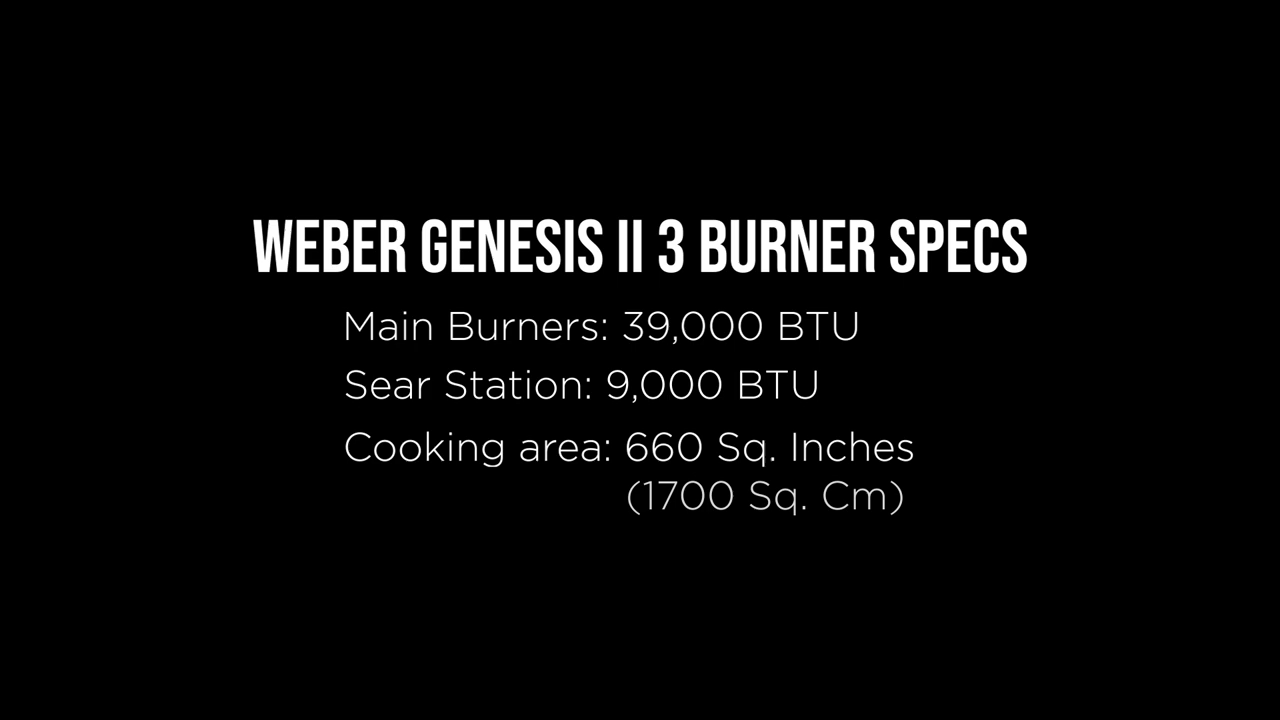 WEBER GENESIS II 3 BURNER SPECS
Main Burners: 39,000 BTU
Sear Station: 9,000 BTU
Cooking area: 660 Sq. Inches
(1700 Sq. Cm)